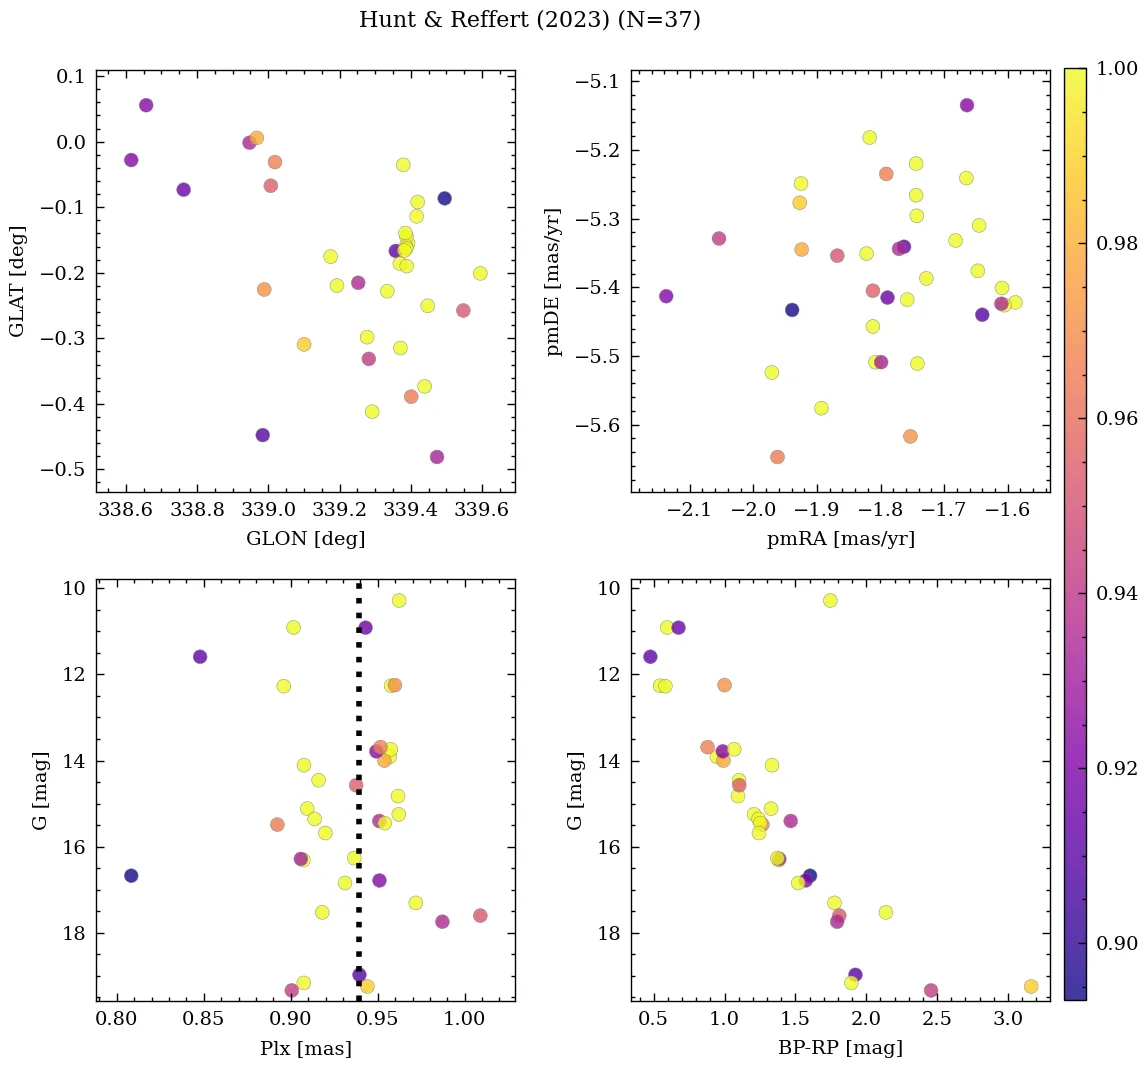 Hunt & Reffert (2023) (N=37)
0.1
0.0
−0.1
−0.2
−0.3
−0.4
−0.5
GLAT [deg]
338.6 338.8 339.0 339.2 339.4 339.6
GLON [deg]
−5.1
−5.2
−5.3
−5.4
−5.5
−5.6
pmDE [mas/yr]
−2.1 −2.0 −1.9 −1.8 −1.7 −1.6
pmRA [mas/yr]
1.00
0.98
0.96
0.94
0.92
0.90
10
12
14
16
18
G [mag]
0.80 0.85 0.90 0.95 1.00
Plx [mas]
10
12
14
16
18
G [mag]
0.5 1.0 1.5 2.0 2.5 3.0
BP-RP [mag]